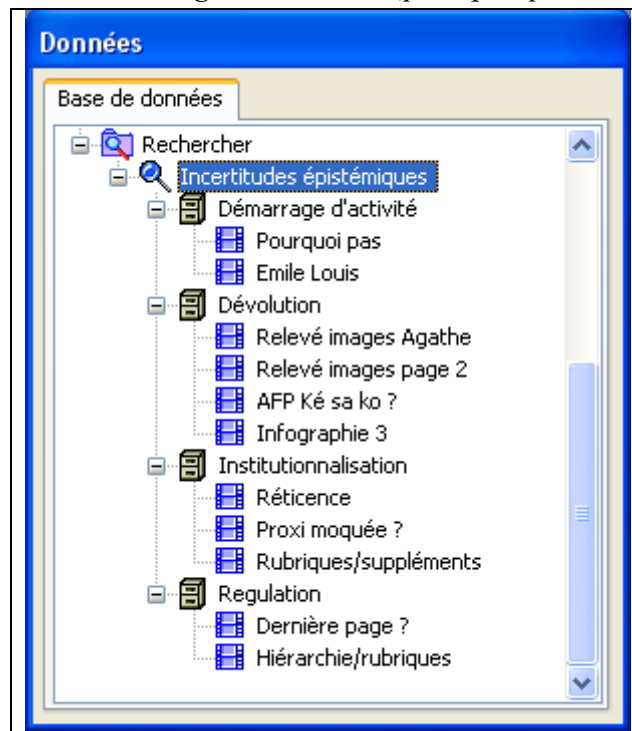 Données
Base de données
Rechercher
Incertitudes épistémiques
Démarrage d'activité
Pourquoi pas
Emile Louis
Dévolution
Relevé images Agathe
Relevé images page 2
AFP Ké sa ko ?
Infographie 3
Institutionnalisation
Réticence
Proxi moquée ?
Rubriques/suppléments
Regulation
Dernière page ?
Hiérarchie/rubriques